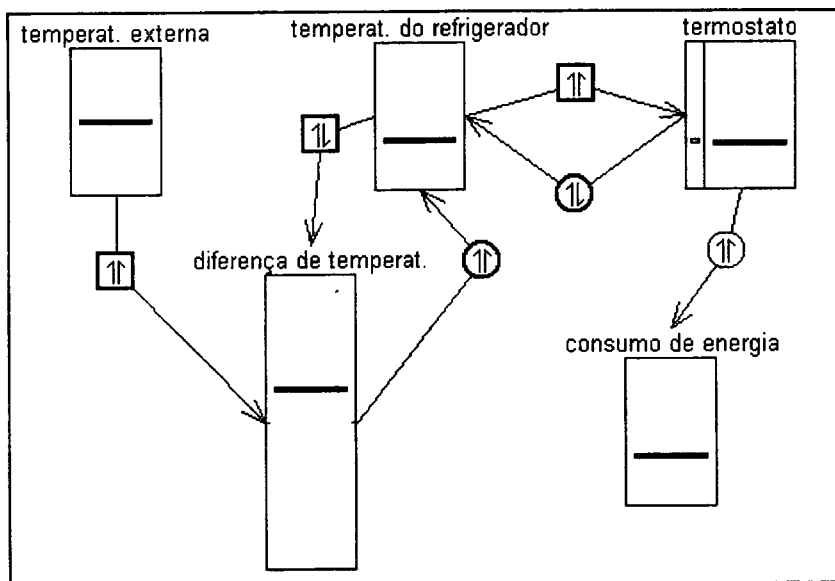 temperat. externa
temperat. do refrigerador
termostato
diferença de temperat.
consumo de energia